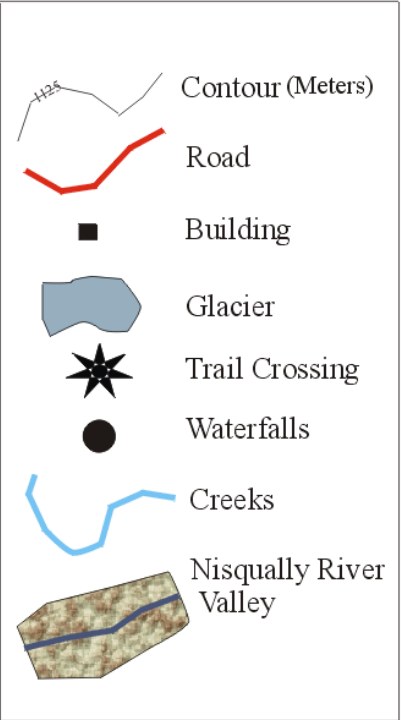 1125
Contour (Meters)
Road
Building
Glacier
Trail Crossing
Waterfalls
Creeks
Nisqually River
Valley